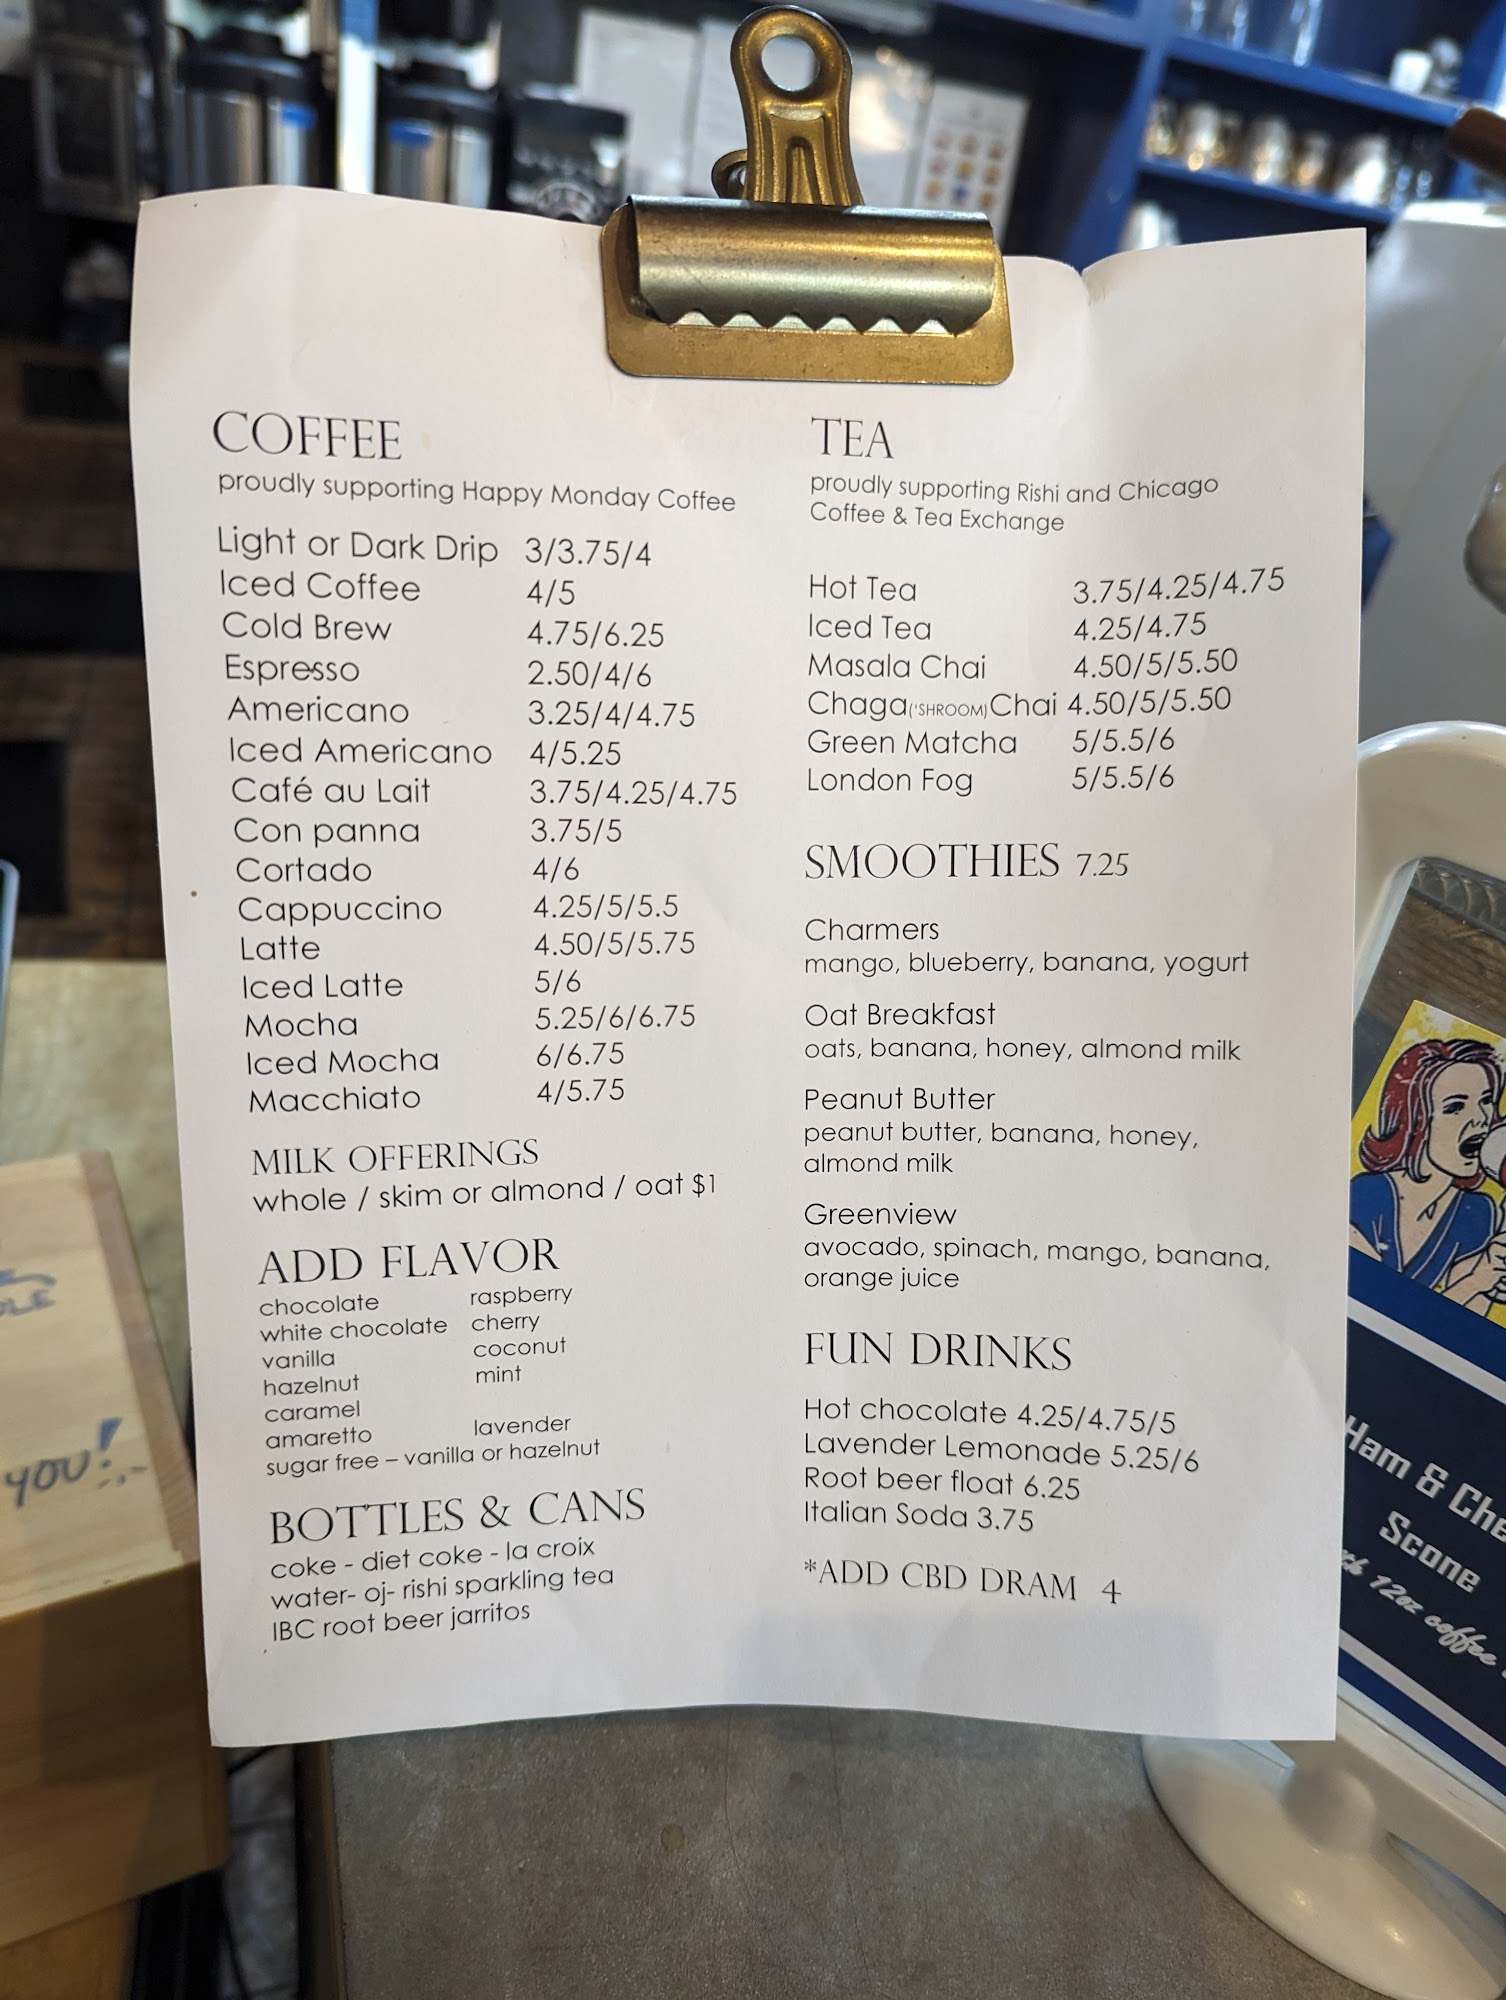 COFFEE
proudly supporting Happy Monday Coffee
Light or Dark Drip 3/3.75/4
Iced Coffee 4/5
Cold Brew 4.75/6.25
Espresso 2.50/4/6
Americano 3.25/4/4.75
Iced Americano 4/5.25
Café au Lait 3.75/4.25/4.75
Con panna 3.75/5
Cortado 4/6
Cappuccino 4.25/5/5.5
Latte 4.50/5/5.75
Iced Latte 5/6
Mocha 5.25/6/6.75
Iced Mocha 6/6.75
Macchiato 4/5.75
MILK OFFERINGS
whole / skim or almond / oat $1
ADD FLAVOR
chocolate raspberry
white chocolate cherry
vanilla coconut
hazelnut mint
caramel
amaretto lavender
sugar free – vanilla or hazelnut
BOTTLES & CANS
coke - diet coke - la croix
water- oj- rishi sparkling tea
IBC root beer jarritos
TEA
proudly supporting Rishi and Chicago
Coffee & Tea Exchange
Hot Tea 3.75/4.25/4.75
Iced Tea 4.25/4.75
Masala Chai 4.50/5/5.50
Chaga('SHROOM)Chai 4.50/5/5.50
Green Matcha 5/5.5/6
London Fog 5/5.5/6
SMOOTHIES 7.25
Charmers
mango, blueberry, banana, yogurt
Oat Breakfast
oats, banana, honey, almond milk
Peanut Butter
peanut butter, banana, honey,
almond milk
Greenview
avocado, spinach, mango, banana,
orange juice
FUN DRINKS
Hot chocolate 4.25/4.75/5
Lavender Lemonade 5.25/6
Root beer float 6.25
Italian Soda 3.75
*ADD CBD DRAM 4
YOU!
Ham & Che
Scone
12oz coffee